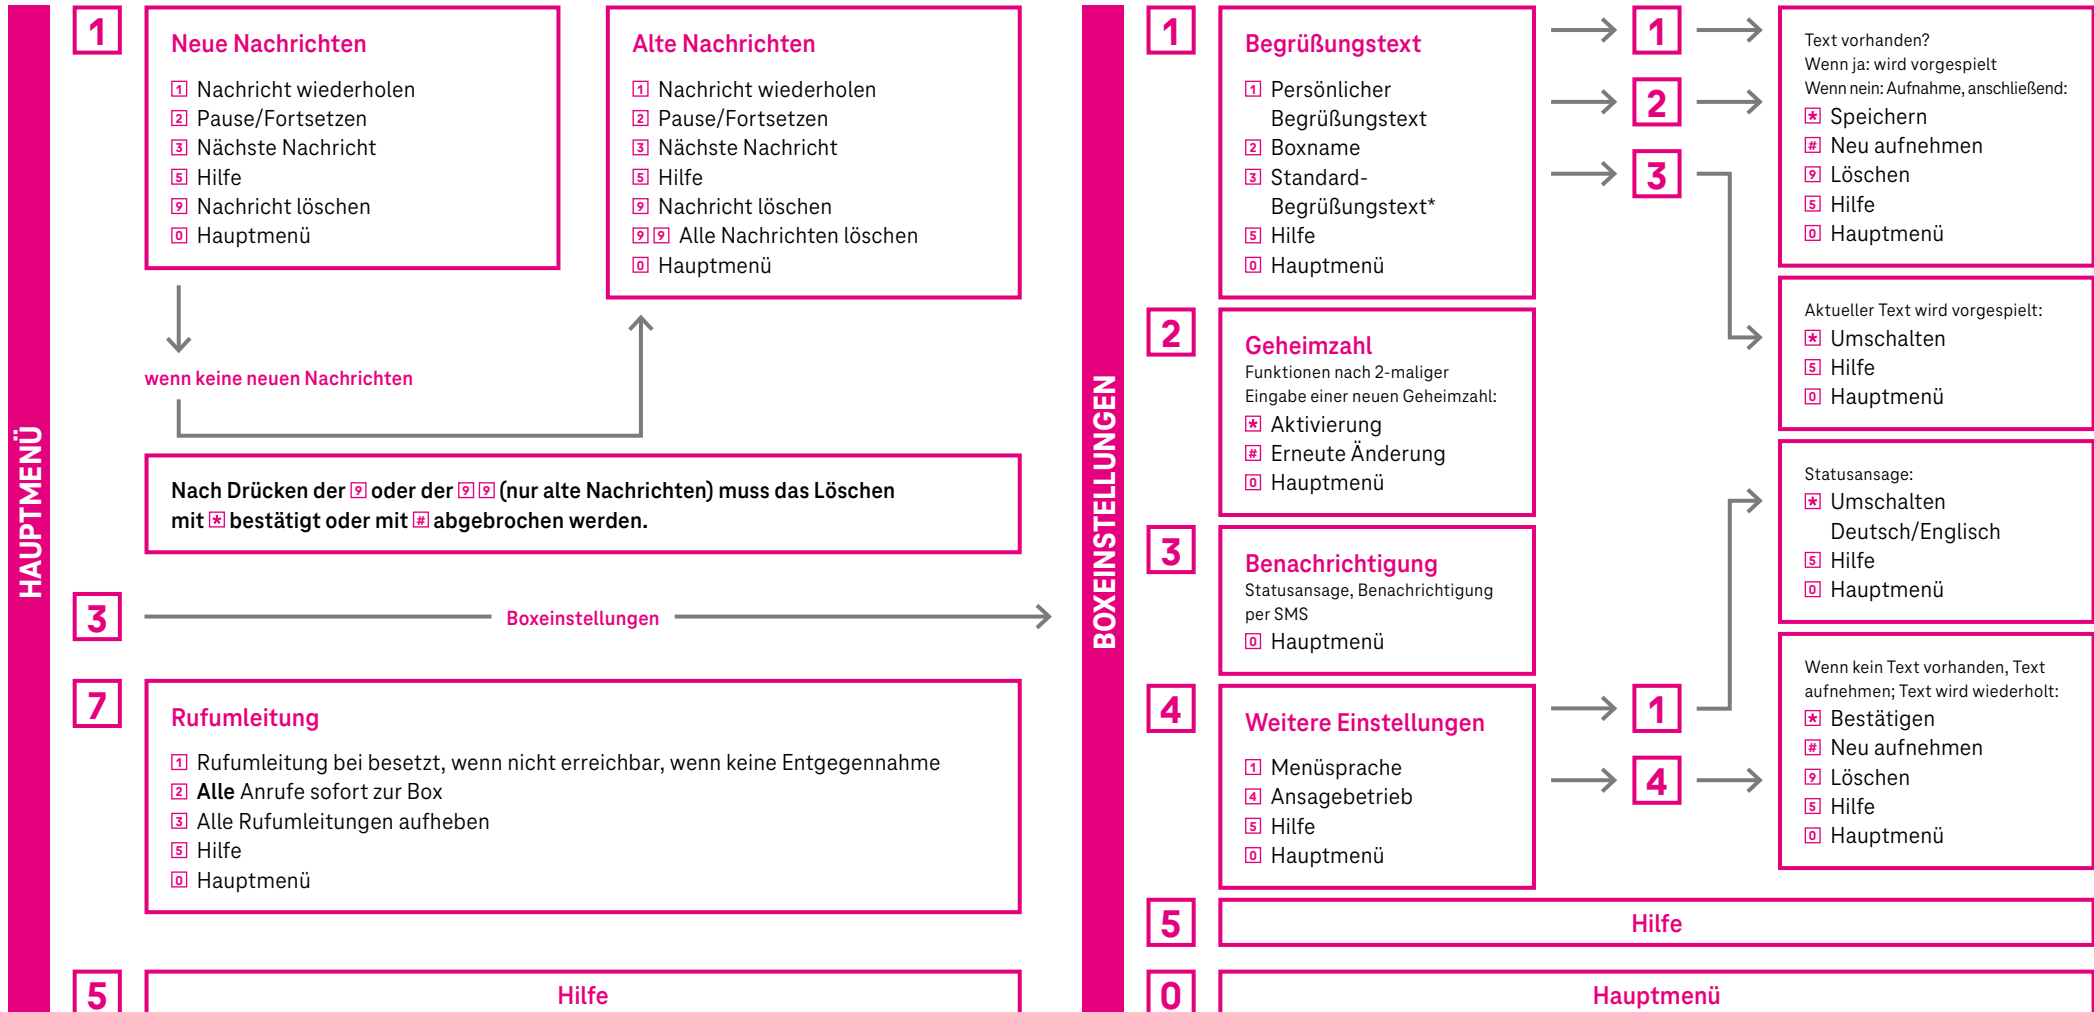 HAUPTMENÜ
1
Neue Nachrichten
1 Nachricht wiederholen
2 Pause/Fortsetzen
3 Nächste Nachricht
5 Hilfe
9 Nachricht löschen
0 Hauptmenü
Alte Nachrichten
1 Nachricht wiederholen
2 Pause/Fortsetzen
3 Nächste Nachricht
5 Hilfe
9 Nachricht löschen
9 9 Alle Nachrichten löschen
0 Hauptmenü
wenn keine neuen Nachrichten
Nach Drücken der 9 oder der 9 9 (nur alte Nachrichten) muss das Löschen
mit * bestätigt oder mit # abgebrochen werden.
3
Boxeinstellungen
7
Rufumleitung
1 Rufumleitung bei besetzt, wenn nicht erreichbar, wenn keine Entgegennahme
2 Alle Anrufe sofort zur Box
3 Alle Rufumleitungen aufheben
5 Hilfe
0 Hauptmenü
5
Hilfe
BOXEINSTELLUNGEN
1
Begrüßungstext
1 Persönlicher
Begrüßungstext
2 Boxname
3 Standard-
Begrüßungstext*
5 Hilfe
0 Hauptmenü
1
2
3
Text vorhanden?
Wenn ja: wird vorgespielt
Wenn nein: Aufnahme, anschließend:
* Speichern
# Neu aufnehmen
9 Löschen
5 Hilfe
0 Hauptmenü
Aktueller Text wird vorgespielt:
* Umschalten
5 Hilfe
0 Hauptmenü
2
Geheimzahl
Funktionen nach 2-maliger
Eingabe einer neuen Geheimzahl:
* Aktivierung
# Erneute Änderung
0 Hauptmenü
3
Benachrichtigung
Statusansage, Benachrichtigung
per SMS
0 Hauptmenü
4
Weitere Einstellungen
1 Menüsprache
4 Ansagebetrieb
5 Hilfe
0 Hauptmenü
1
4
Statusansage:
* Umschalten
Deutsch/Englisch
5 Hilfe
0 Hauptmenü
Wenn kein Text vorhanden, Text
aufnehmen; Text wird wiederholt:
* Bestätigen
# Neu aufnehmen
9 Löschen
5 Hilfe
0 Hauptmenü
5
Hilfe
0
Hauptmenü